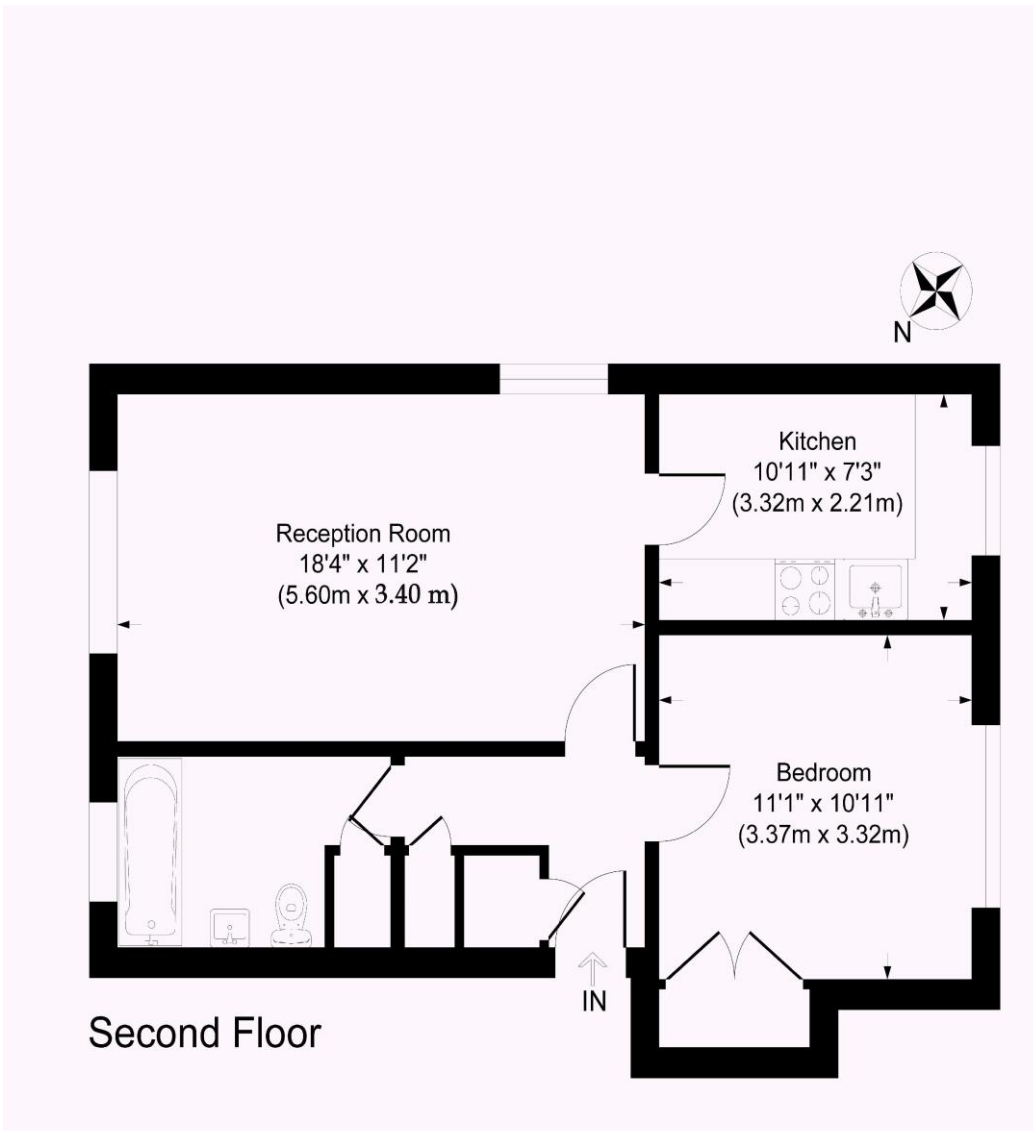 N
Kitchen
10'11" x 7'3"
(3.32m x 2.21m)
Reception Room
18'4" x 11'2"
(5.60m x 3.40 m)
Bedroom
11'1" x 10'11"
(3.37m x 3.32m)
IN
Second Floor